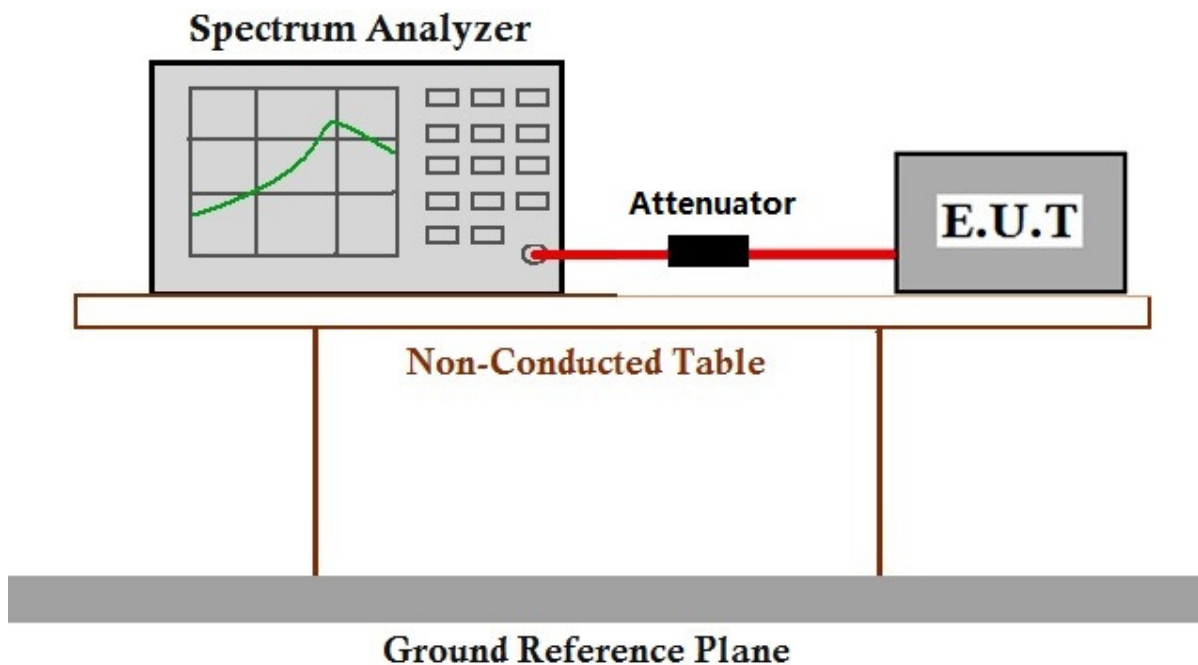 Spectrum Analyzer
Attenuator
E.U.T
Non-Conducted Table
Ground Reference Plane